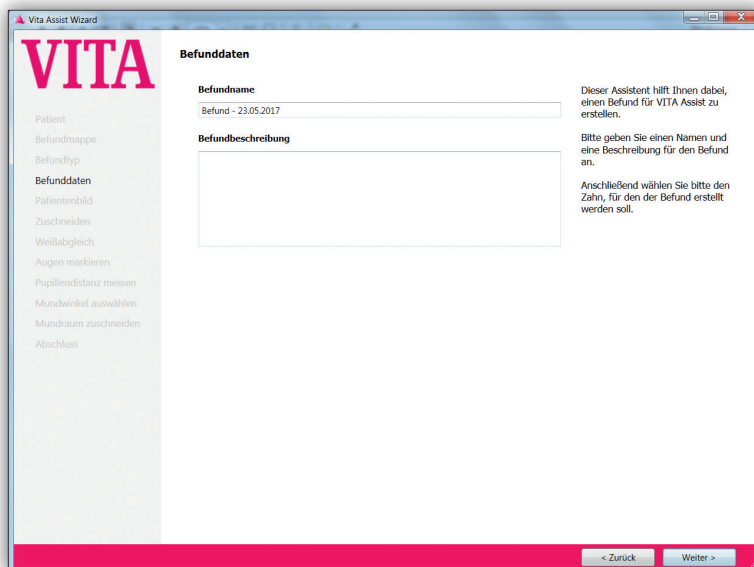 Vita Assist Wizard
VITA
Patient
Befundmappe
Befundtyp
Befunddaten
Patientenbild
Zuschneiden
Weißabgleich
Augen markieren
Pupillendistanz messen
Mundwinkel auswählen
Mundraum zuschneiden
Abschluss
Befunddaten
Befundname
Befund - 23.05.2017
Befundbeschreibung
Dieser Assistent hilft Ihnen dabei,
einen Befund für VITA Assist zu
erstellen.
Bitte geben Sie einen Namen und
eine Beschreibung für den Befund
an.
Anschließend wählen Sie bitte den
Zahn, für den der Befund erstellt
werden soll.
< Zurück
Weiter >